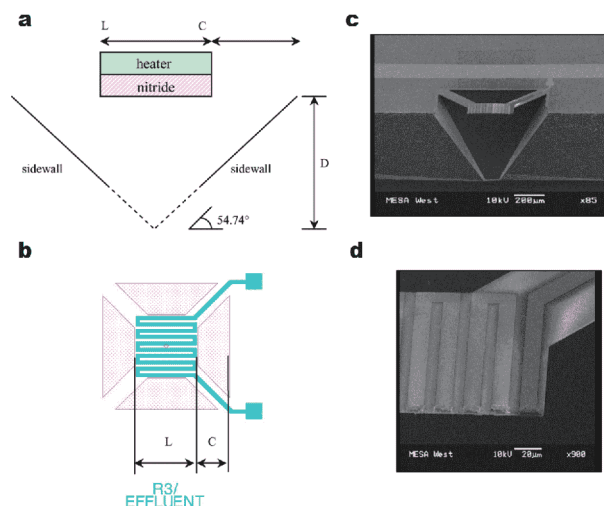 a
L
C
heater
nitride
sidewall
sidewall
D
54.74°
b
L
C
R3/
EFFLUENT
c
MESA West 10kV 200µm x85
d
MESA West 10kV 20µm x900